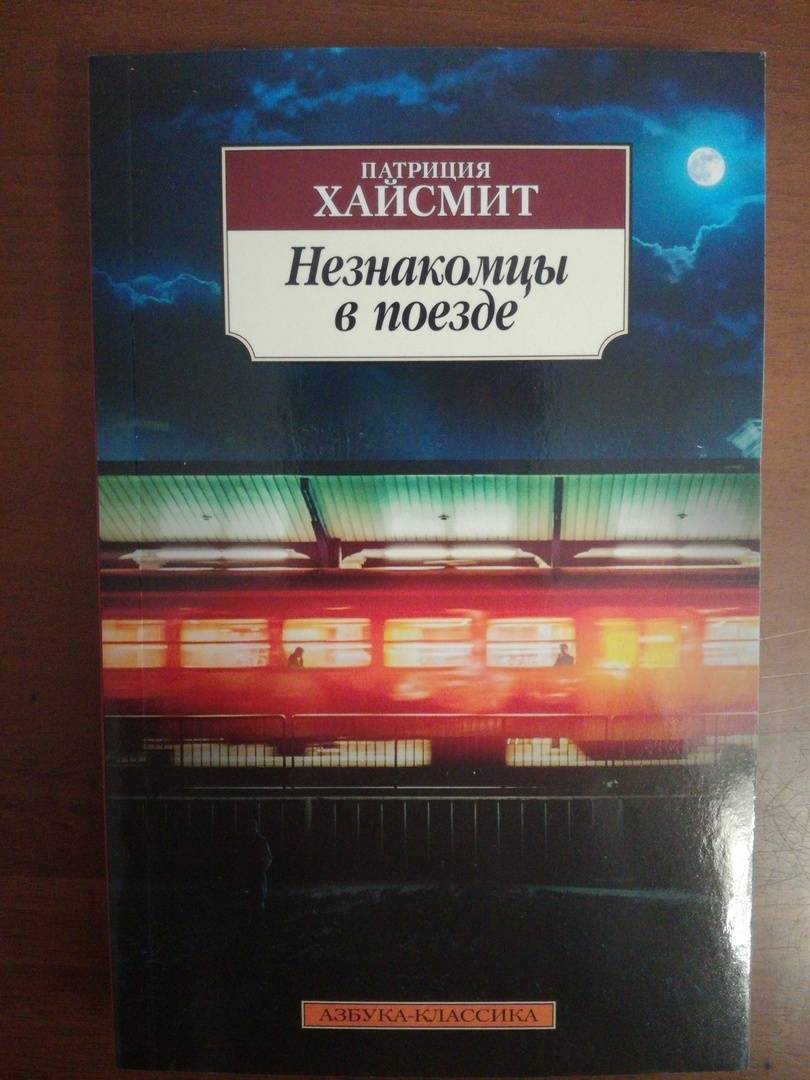 ПАТРИЦИЯ
ХАЙСМИТ
Незнакомцы
в поезде
АЗБУКА-КЛАССИКА